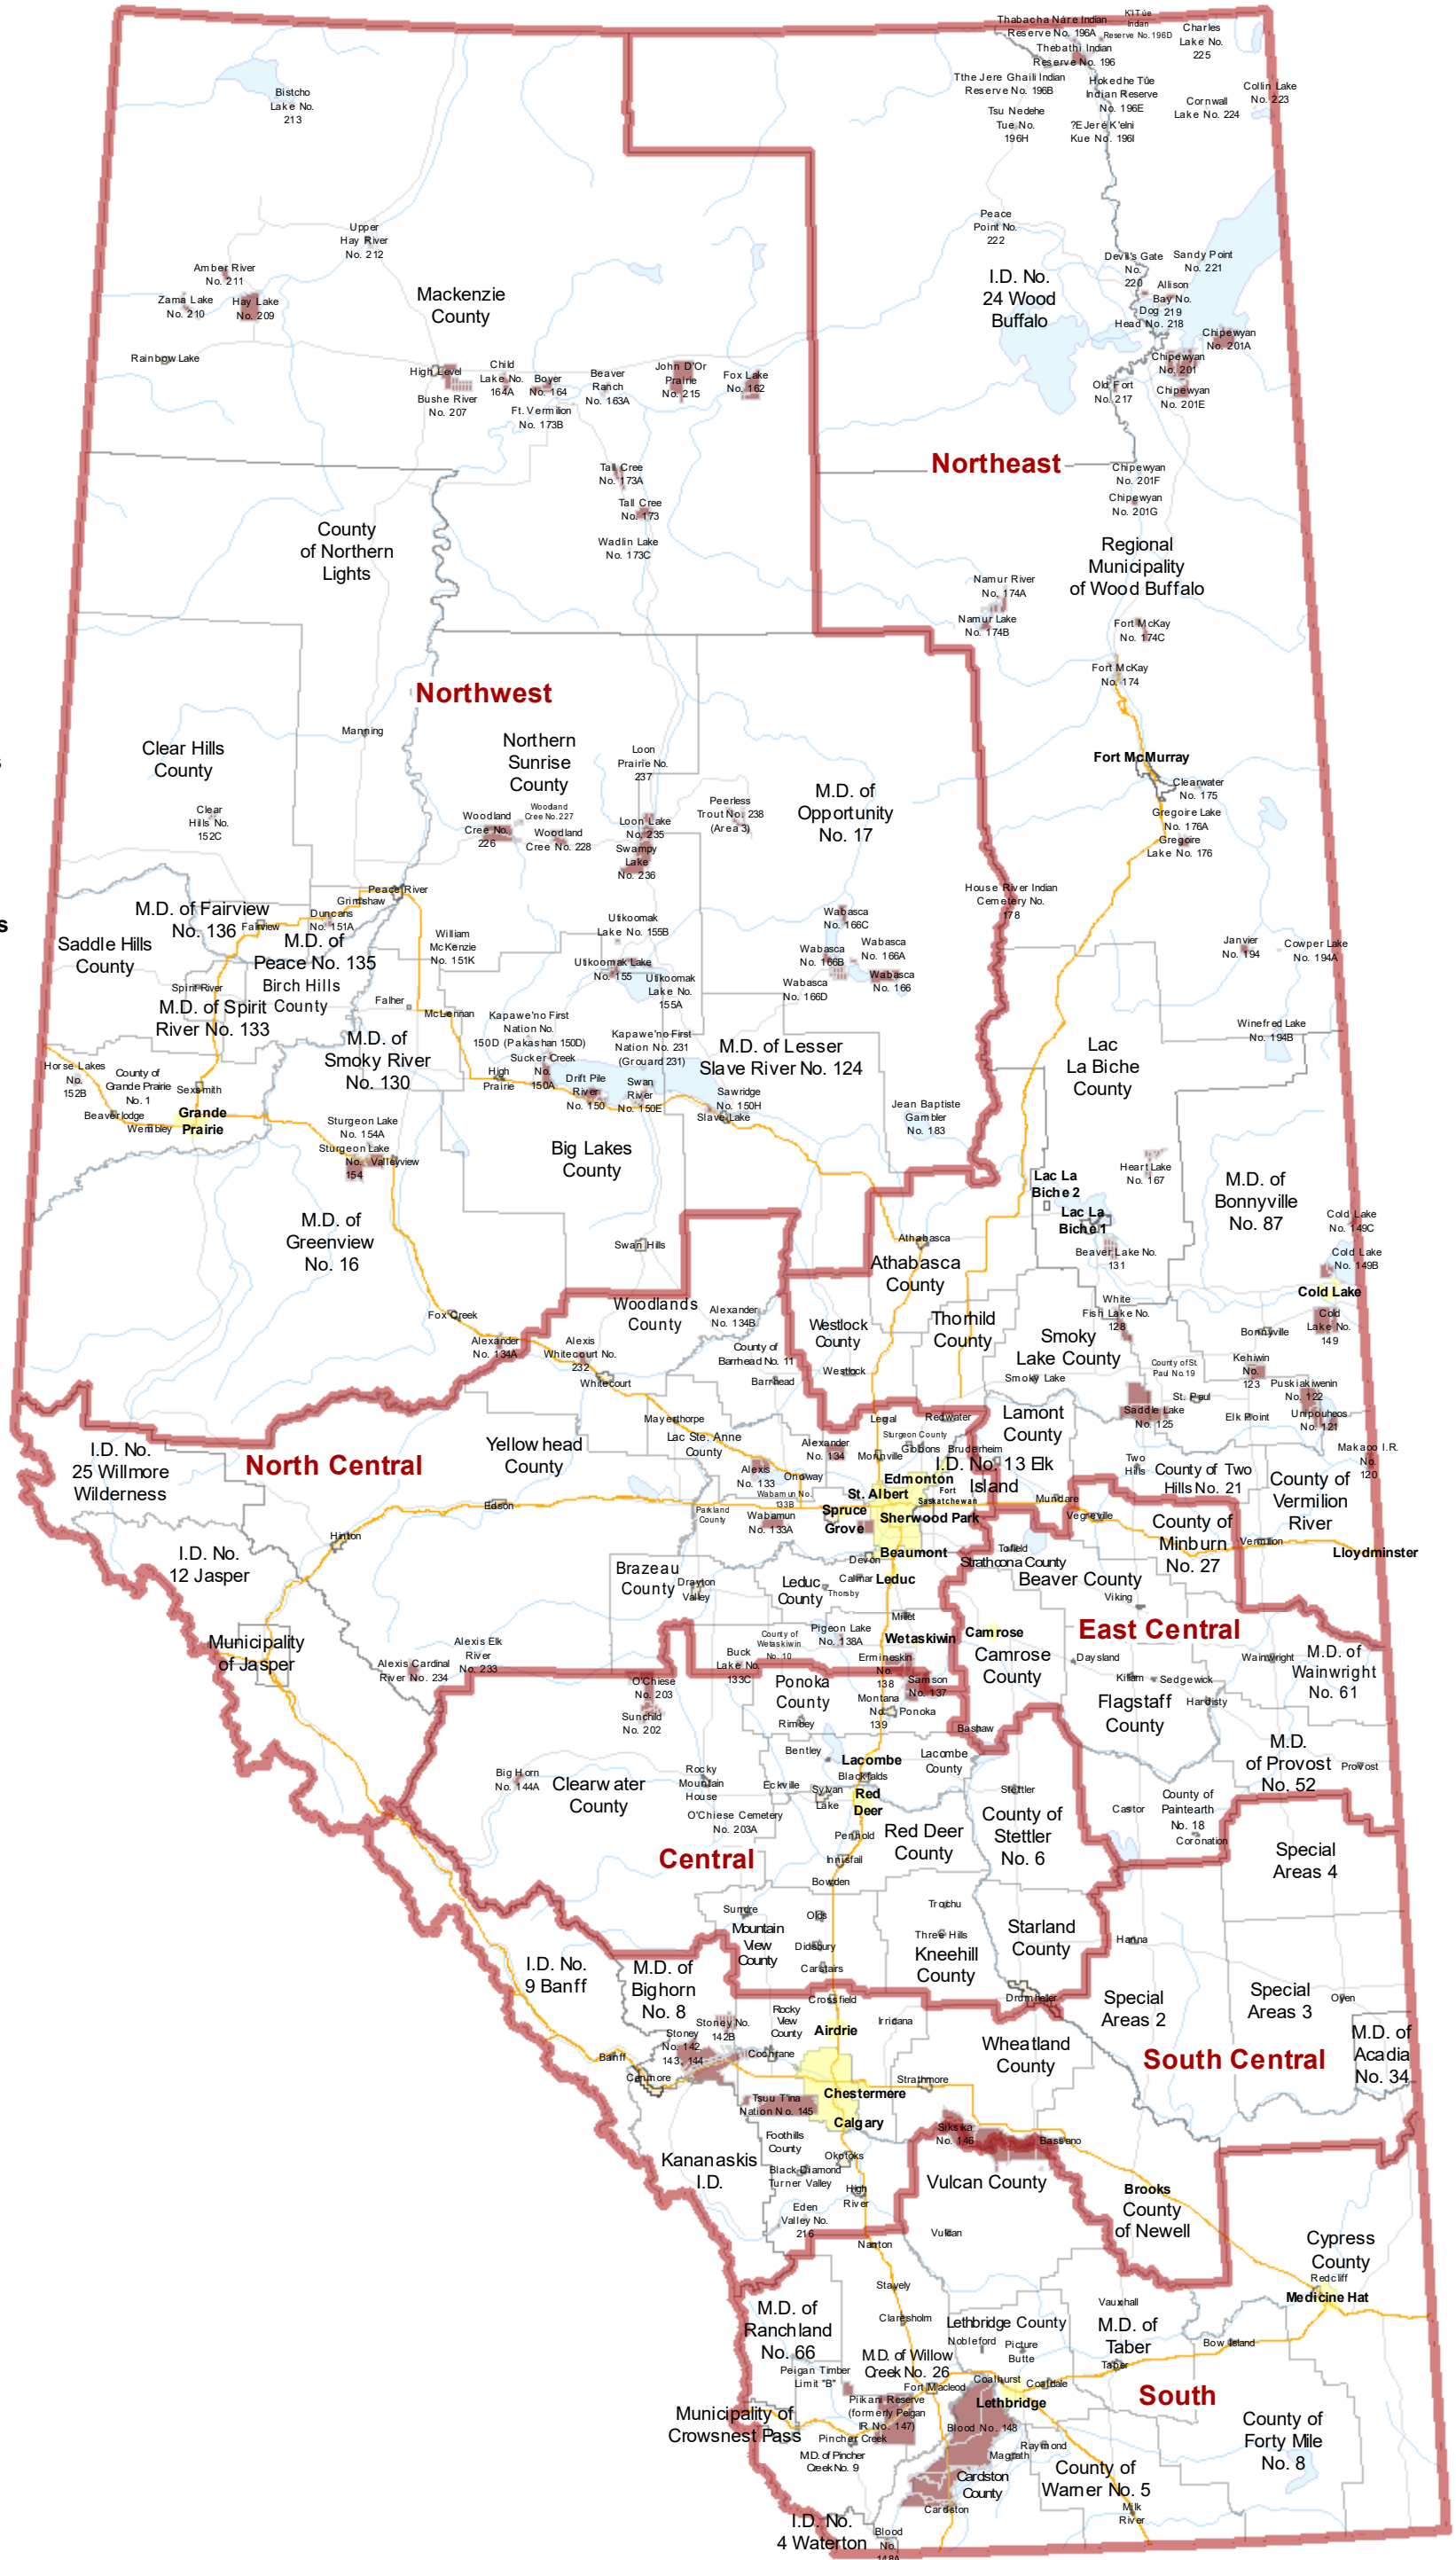 Thabacha Náre Indian
Reserve No. 196A
Thebathi Indian
Reserve No. 196
Indian
Reserve No. 196D
Charles
Lake No.
225
Tthe Jere Ghaili Indian
Reserve No. 196B
Hokedhe Túe
Indian Reserve
No. 196E
Collin Lake
No. 223
Cornwall
Lake No. 224
Tsu Nedehe
Tue No.
196H
?E Jere K'elni
Kue No. 196I
Bistcho
Lake No.
213
Peace
Point No.
222
Upper
Hay River
No. 212
Amber River
No. 211
Zama Lake
No. 210
Hay Lake
No. 209
Mackenzie
County
I.D. No.
24 Wood
Buffalo
Devil's Gate
No.
220
Sandy Point
No. 221
Allison
Bay No.
219
Dog
Head No. 218
Chipewyan
No. 201A
Chipewyan
No. 201
Chipewyan
No. 201E
Old Fort
No. 217
Rainbow Lake
High Level
Bushe River
No. 207
Child
Lake No.
164A
Boyer
No. 164
Ft. Vermilion
No. 173B
Beaver
Ranch
No. 163A
John D'Or
Prairie
No. 215
Fox Lake
No. 162
Northeast
Chipewyan
No. 201F
Chipewyan
No. 201G
Tall Cree
No. 173A
Tall Cree
No. 173
Wadlin Lake
No. 173C
County
of Northern
Lights
Regional
Municipality
of Wood Buffalo
Namur River
No. 174A
Namur Lake
No. 174B
Fort McKay
No. 174C
Fort McKay
No. 174
Northwest
Manning
Clear Hills
County
Clear
Hills No.
152C
Northern
Sunrise
County
Loon
Prairie No.
237
Woodland
Cree No.
226
Woodland
Cree No. 227
Woodland
Cree No. 228
Loon Lake
No. 235
Swampy
Lake
No. 236
Peerless
Trout No. 238
(Area 3)
M.D. of
Opportunity
No. 17
Fort McMurray
Clearwater
No. 175
Gregoire Lake
No. 176A
Gregoire
Lake No. 176
House River Indian
Cemetery No.
178
s
Peace River
Grimshaw
Duncans
No. 151A
M.D. of Fairview
No. 136
Fairview
Saddle Hills
County
M.D. of
Peace No. 135
Birch Hills
County
Spirit River
M.D. of Spirit
River No. 133
William
McKenzie
No. 151K
Falher
McLennan
M.D. of
Smoky River
No. 130
Utikoomak
Lake No. 155B
Utikoomak Lake
No. 155
Utikoomak
Lake No.
155A
Wabasca
No. 166C
Wabasca
No. 166B
Wabasca
No. 166A
Wabasca
No. 166
Wabasca
No. 166D
Janvier
No. 194
Cowper Lake
No. 194A
Winefred Lake
No. 194B
Kapawe'no First
Nation No.
150D (Pakashan 150D)
Kapawe'no First
Nation No. 231
(Grouard 231)
Sucker Creek
No.
150A
High
Prairie
Drift Pile
River
No. 150
Swan
River
No. 150E
M.D. of Lesser
Slave River No. 124
Sawridge
No. 150H
Slave Lake
Jean Baptiste
Gambler
No. 183
Lac
La Biche
County
Horse Lakes
No.
152B
County of
Grande Prairie
No. 1
Sexsmith
Beaverlodge
Wembley
Grande
Prairie
Sturgeon Lake
No. 154A
Sturgeon Lake
No.
154
Valleyview
Big Lakes
County
M.D. of
Greenview
No. 16
Swan Hills
Fox Creek
Heart Lake
No. 167
Lac La
Biche 2
Lac La
Biche 1
Beaver Lake No.
131
M.D. of
Bonnyville
No. 87
Cold Lake
No. 149C
Cold Lake
No. 149B
Cold Lake
Cold
Lake No.
149
Athabasca
Athabasca
County
Woodlands
County
Alexander
No. 134B
Alexander
No. 134A
Alexis
Whitecourt No.
232
Whitecourt
County of
Barrhead No. 11
Barrhead
Westlock
County
Westlock
Thorhild
County
White
Fish Lake No.
128
Smoky
Lake County
Smoky Lake
Bonnyville
Kehiwin
No.
123
Puskiakiwenin
No. 122
Unipouheos
No. 121
County of St.
Paul No. 19
St. Paul
Saddle Lake
No. 125
Elk Point
Makaoo I.R.
No.
120
I.D. No.
25 Willmore
Wilderness
North Central
Yellowhead
County
Mayerthorpe
Lac Ste. Anne
County
Alexis
No. 133
Onoway
Wabamun No.
133B
Wabamun
No. 133A
Parkland
County
Alexander
No. 134
Legal
Redwater
Sturgeon County
Morinville
Gibbons
Bruderheim
Lamont
County
I.D. No. 13 Elk
Island
Edmonton
St. Albert
Fort
Saskatchewan
Spruce
Grove
Sherwood Park
Beaumont
Devon
Calmar
Leduc
Thorsby
Leduc
County
Two
Hills
County of Two
Hills No. 21
Mundare
Vegreville
County of
Minburn
No. 27
County of
Vermilion
River
Vermilion
Lloydminster
Tofield
Strathcona County
Beaver County
Viking
Edson
Hinton
I.D. No.
12 Jasper
Municipality
of Jasper
Brazeau
County
Drayton
Valley
Alexis Elk
River
No. 233
Alexis Cardinal
River No. 234
Millet
Pigeon Lake
No. 138A
County of
Wetaskiwin
No. 10
Wetaskiwin
Buck
Lake No.
133C
Ermineskin
No.
138
Samson
No. 137
Montana
No.
139
Ponoka
Ponoka
County
Rimbey
Camrose
Camrose
County
East Central
Daysland
Killam
Sedgewick
Hardisty
Flagstaff
County
Wainwright
M.D. of
Wainwright
No. 61
M.D.
of Provost
No. 52
Provost
O'Chiese
No. 203
Sunchild
No. 202
Big Horn
No. 144A
Clearwater
County
Rocky
Mountain
House
O'Chiese Cemetery
No. 203A
Bentley
Eckville
Sylvan
Lake
Lacombe
Blackfalds
Lacombe
County
Bashaw
Red
Deer
Penhold
Red Deer
County
Innisfail
Bowden
Central
Stettler
County of
Stettler
No. 6
Castor
County of
Paintearth
No. 18
Coronation
Special
Areas 4
Sundre
Mountain
View
County
Olds
Didsbury
Carstairs
Trochu
Three Hills
Kneehill
County
Starland
County
Drumheller
Hanna
Special
Areas 2
Special
Areas 3
Oyen
M.D. of
Acadia
No. 34
South Central
I.D. No.
9 Banff
M.D. of
Bighorn
No. 8
Stoney No.
142B
Stoney
No. 142,
143, 144
Banff
Canmore
Cochrane
Rocky
View
County
Crossfield
Airdrie
Irricana
Wheatland
County
Strathmore
Chestermere
Calgary
Tsuu T'ina
Nation No. 145
Foothills
County
Okotoks
Black Diamond
Turner Valley
High
River
Eden
Valley No.
216
Kananaskis
I.D.
Siksika
No. 146
Bassano
Vulcan County
Vulcan
Brooks
County
of Newell
Nanton
Stavely
Claresholm
Cypress
County
Redcliff
Medicine Hat
M.D. of
Ranchland
No. 66
Peigan Timber
Limit "B"
M.D. of Willow
Creek No. 26
Fort Macleod
Piikani Reserve
(formerly Peigan
IR No. 147)
Pincher Creek
M.D. of Pincher
Creek No. 9
Municipality of
Crowsnest Pass
Lethbridge County
Nobleford
Picture
Butte
Coalhurst
Coaldale
Lethbridge
Vauxhall
M.D. of
Taber
Taber
Bow Island
South
Blood No. 148
Raymond
Magrath
Cardston
County
Cardston
County of
Warner No. 5
Milk
River
County of
Forty Mile
No. 8
I.D. No.
4 Waterton
Blood
No.
148A